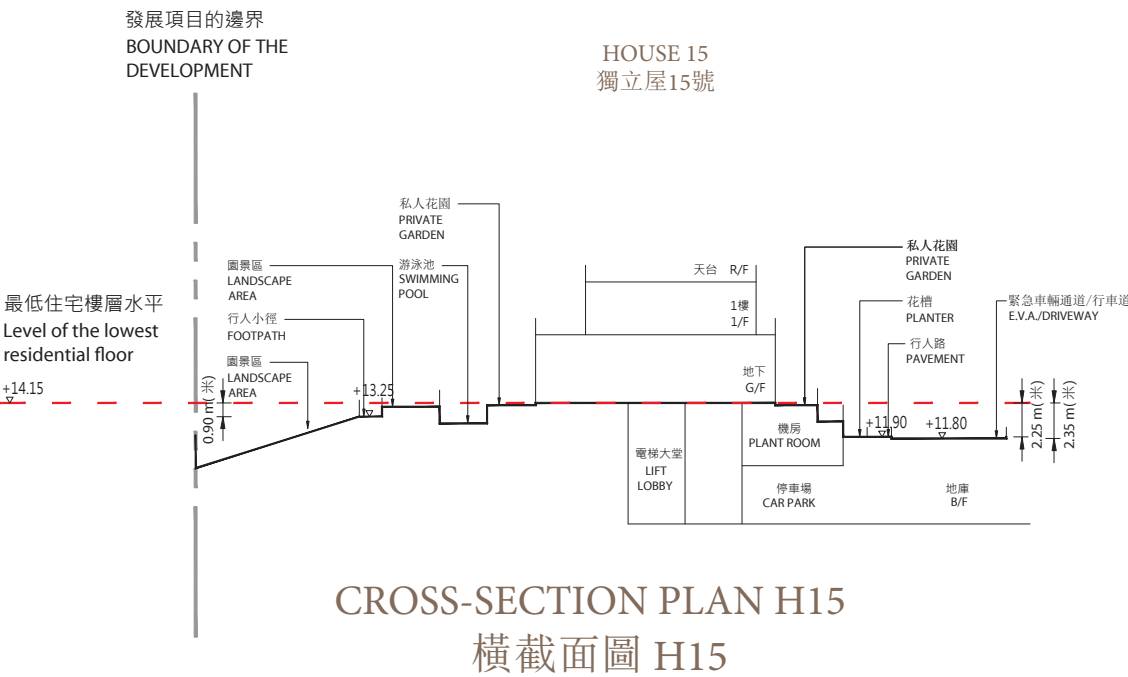 發展項目的邊界
BOUNDARY OF THE
DEVELOPMENT
HOUSE 15
獨立屋15號
私人花園
PRIVATE
GARDEN
園景區
LANDSCAPE
AREA
游泳池
SWIMMING
POOL
行人小徑
FOOTPATH
園景區
LANDSCAPE
AREA
最低住宅樓層水平
Level of the lowest
residential floor
+14.15
0.90 m(米)
+13.25
天台 R/F
1樓
1/F
地下
G/F
私人花園
PRIVATE
GARDEN
花槽
PLANTER
緊急車輛通道/行車道
E.V.A./DRIVEWAY
行人路
PAVEMENT
+11.90
+11.80
2.25 m(米)
2.35 m(米)
機房
PLANT ROOM
電梯大堂
LIFT
LOBBY
停車場
CAR PARK
地庫
B/F
CROSS-SECTION PLAN H15
橫截面圖 H15